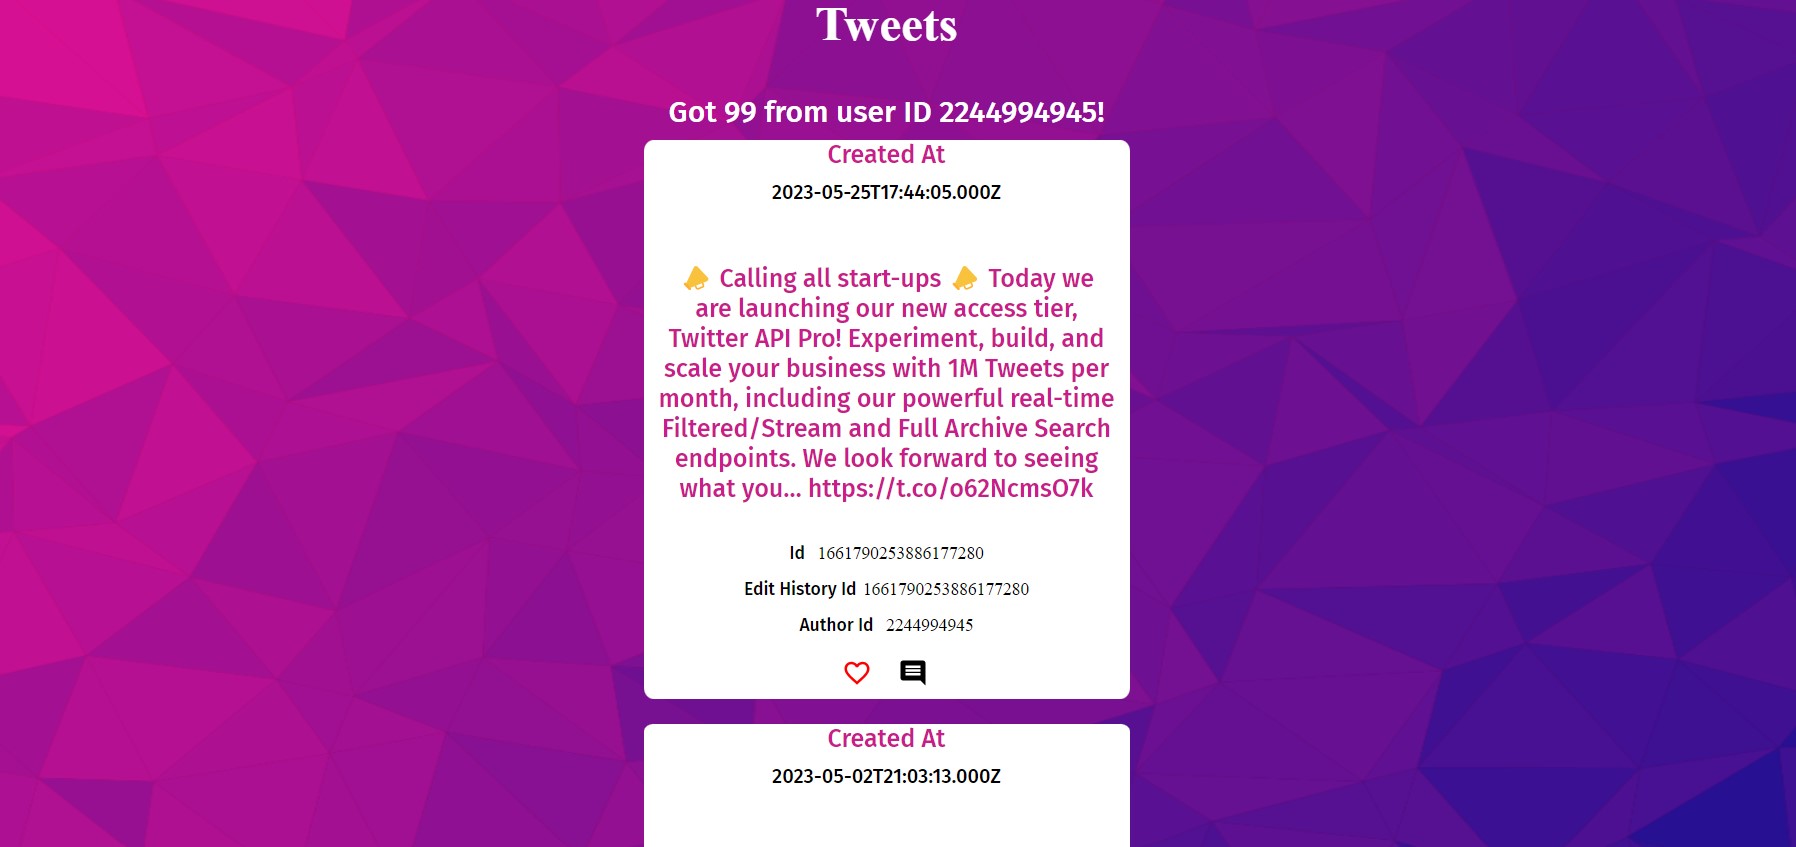 Tweets
Got 99 from user ID 2244994945!
Created At
2023-05-25T17:44:05.000Z
📣 Calling all start-ups 📣 Today we
are launching our new access tier,
Twitter API Pro! Experiment, build, and
scale your business with 1M Tweets per
month, including our powerful real-time
Filtered/Stream and Full Archive Search
endpoints. We look forward to seeing
what you... https://t.co/o62NcmsO7k
Id 1661790253886177280
Edit History Id 1661790253886177280
Author Id 2244994945
Created At
2023-05-02T21:03:13.000Z